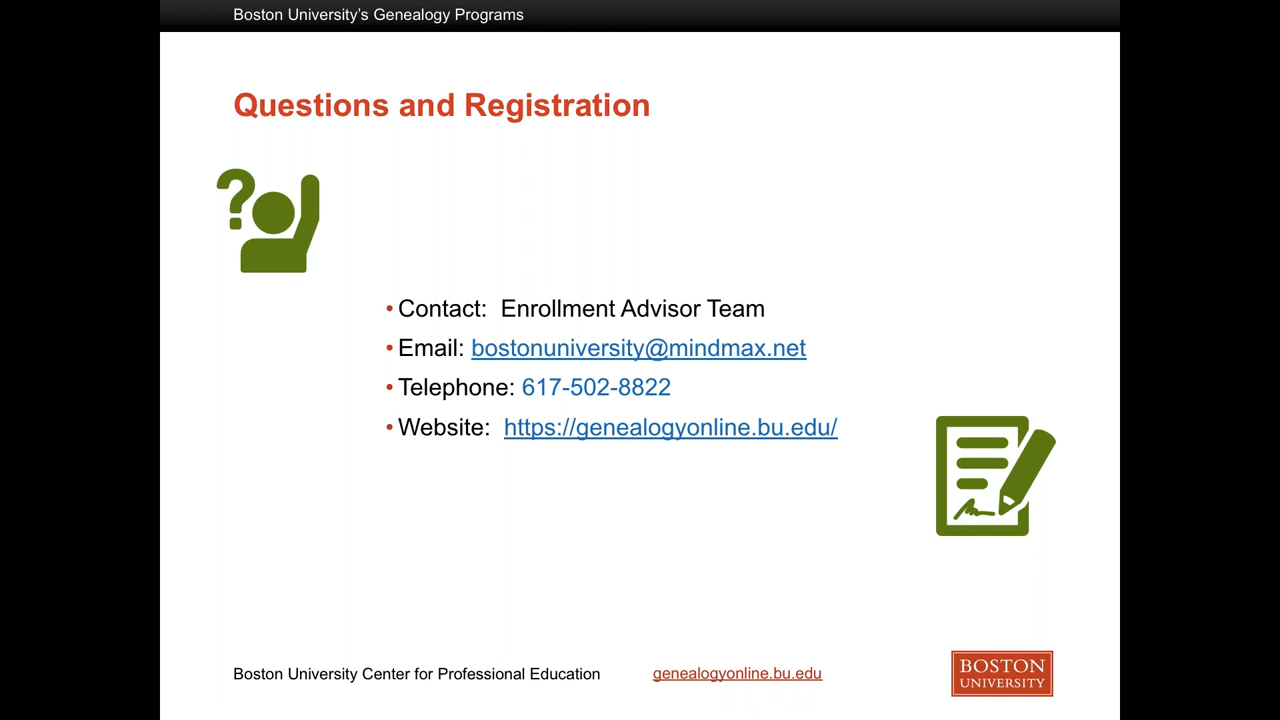 Boston University’s Genealogy Programs
Questions and Registration
• Contact:  Enrollment Advisor Team
• Email: bostonuniversity@mindmax.net
• Telephone: 617-502-8822
• Website:  https://genealogyonline.bu.edu/
Boston University Center for Professional Education genealogyonline.bu.edu
BOSTON
UNIVERSITY